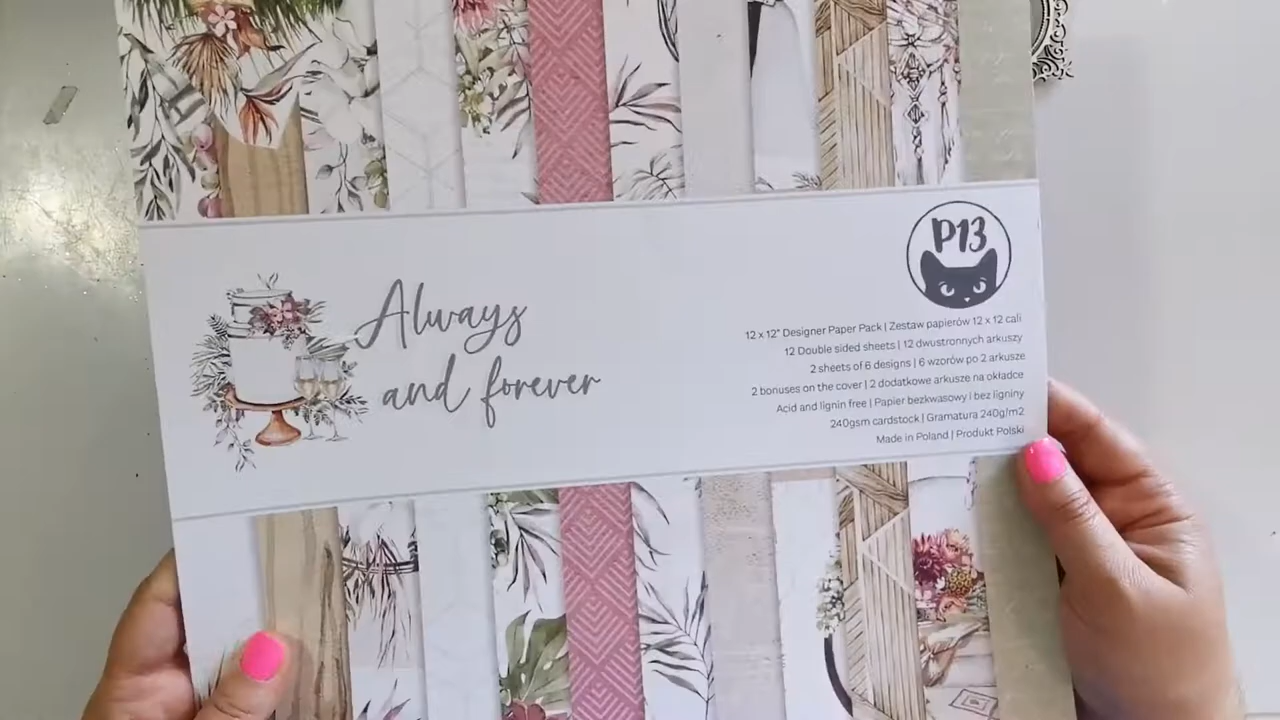 P13
Always
and forever
12 x 12" Designer Paper Pack | Zestaw papierów 12 x 12 cali
12 Double sided sheets | 12 dwustronnych arkuszy
2 sheets of 6 designs | 6 wzorów po 2 arkusze
2 bonuses on the cover | 2 dodatkowe arkusze na okładce
Acid and lignin free | Papier bezkwasowy i bez ligniny
240gsm cardstock | Gramatura 240g/m2
Made in Poland | Produkt Polski